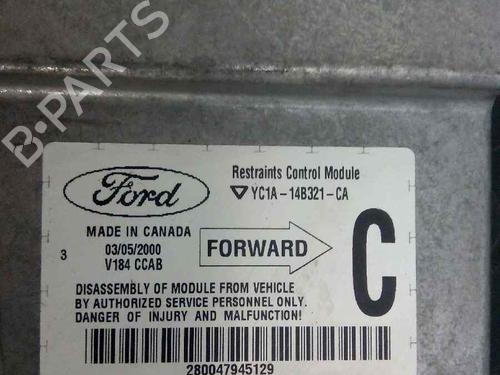 B-PARTS
Ford
Restraints Control Module
YC1A - 14B321 - CA
MADE IN CANADA
03/05/2000
V184 CCAB
3
FORWARD
C
DISASSEMBLY OF MODULE FROM VEHICLE
BY AUTHORIZED SERVICE PERSONNEL ONLY.
DANGER OF INJURY AND MALFUNCTION!
280047945129